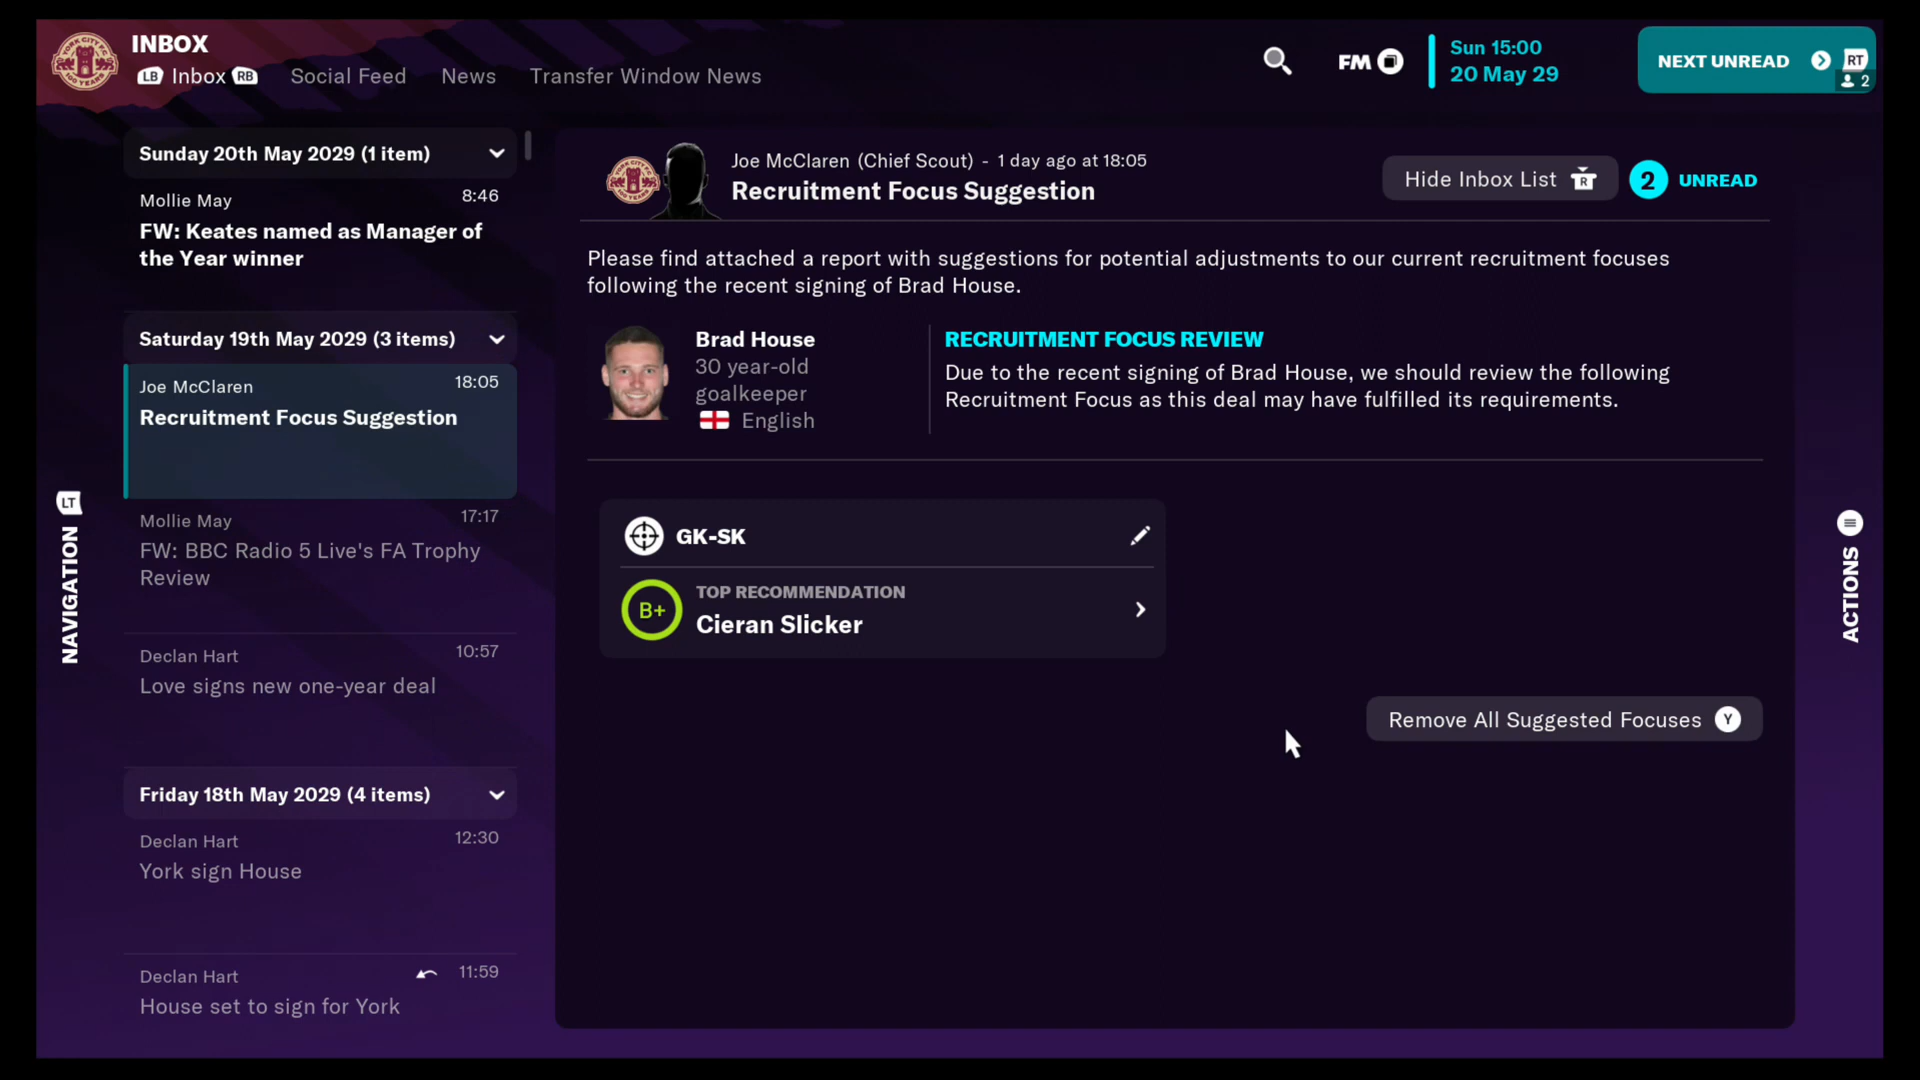 INBOX
LB Inbox RB Social Feed News Transfer Window News
FM
Sun 15:00
20 May 29
NEXT UNREAD RT
2
Sunday 20th May 2029 (1 item)
Mollie May 8:46
FW: Keates named as Manager of
the Year winner
Saturday 19th May 2029 (3 items)
Joe McClaren 18:05
Recruitment Focus Suggestion
Mollie May 17:17
FW: BBC Radio 5 Live's FA Trophy
Review
Declan Hart 10:57
Love signs new one-year deal
Friday 18th May 2029 (4 items)
Declan Hart 12:30
York sign House
Declan Hart 11:59
House set to sign for York
LT
NAVIGATION
Joe McClaren (Chief Scout) - 1 day ago at 18:05
Recruitment Focus Suggestion
Hide Inbox List R
2 UNREAD
Please find attached a report with suggestions for potential adjustments to our current recruitment focuses
following the recent signing of Brad House.
Brad House
30 year-old
goalkeeper
English
RECRUITMENT FOCUS REVIEW
Due to the recent signing of Brad House, we should review the following
Recruitment Focus as this deal may have fulfilled its requirements.
GK-SK
B+
TOP RECOMMENDATION
Cieran Slicker
Remove All Suggested Focuses Y
ACTIONS